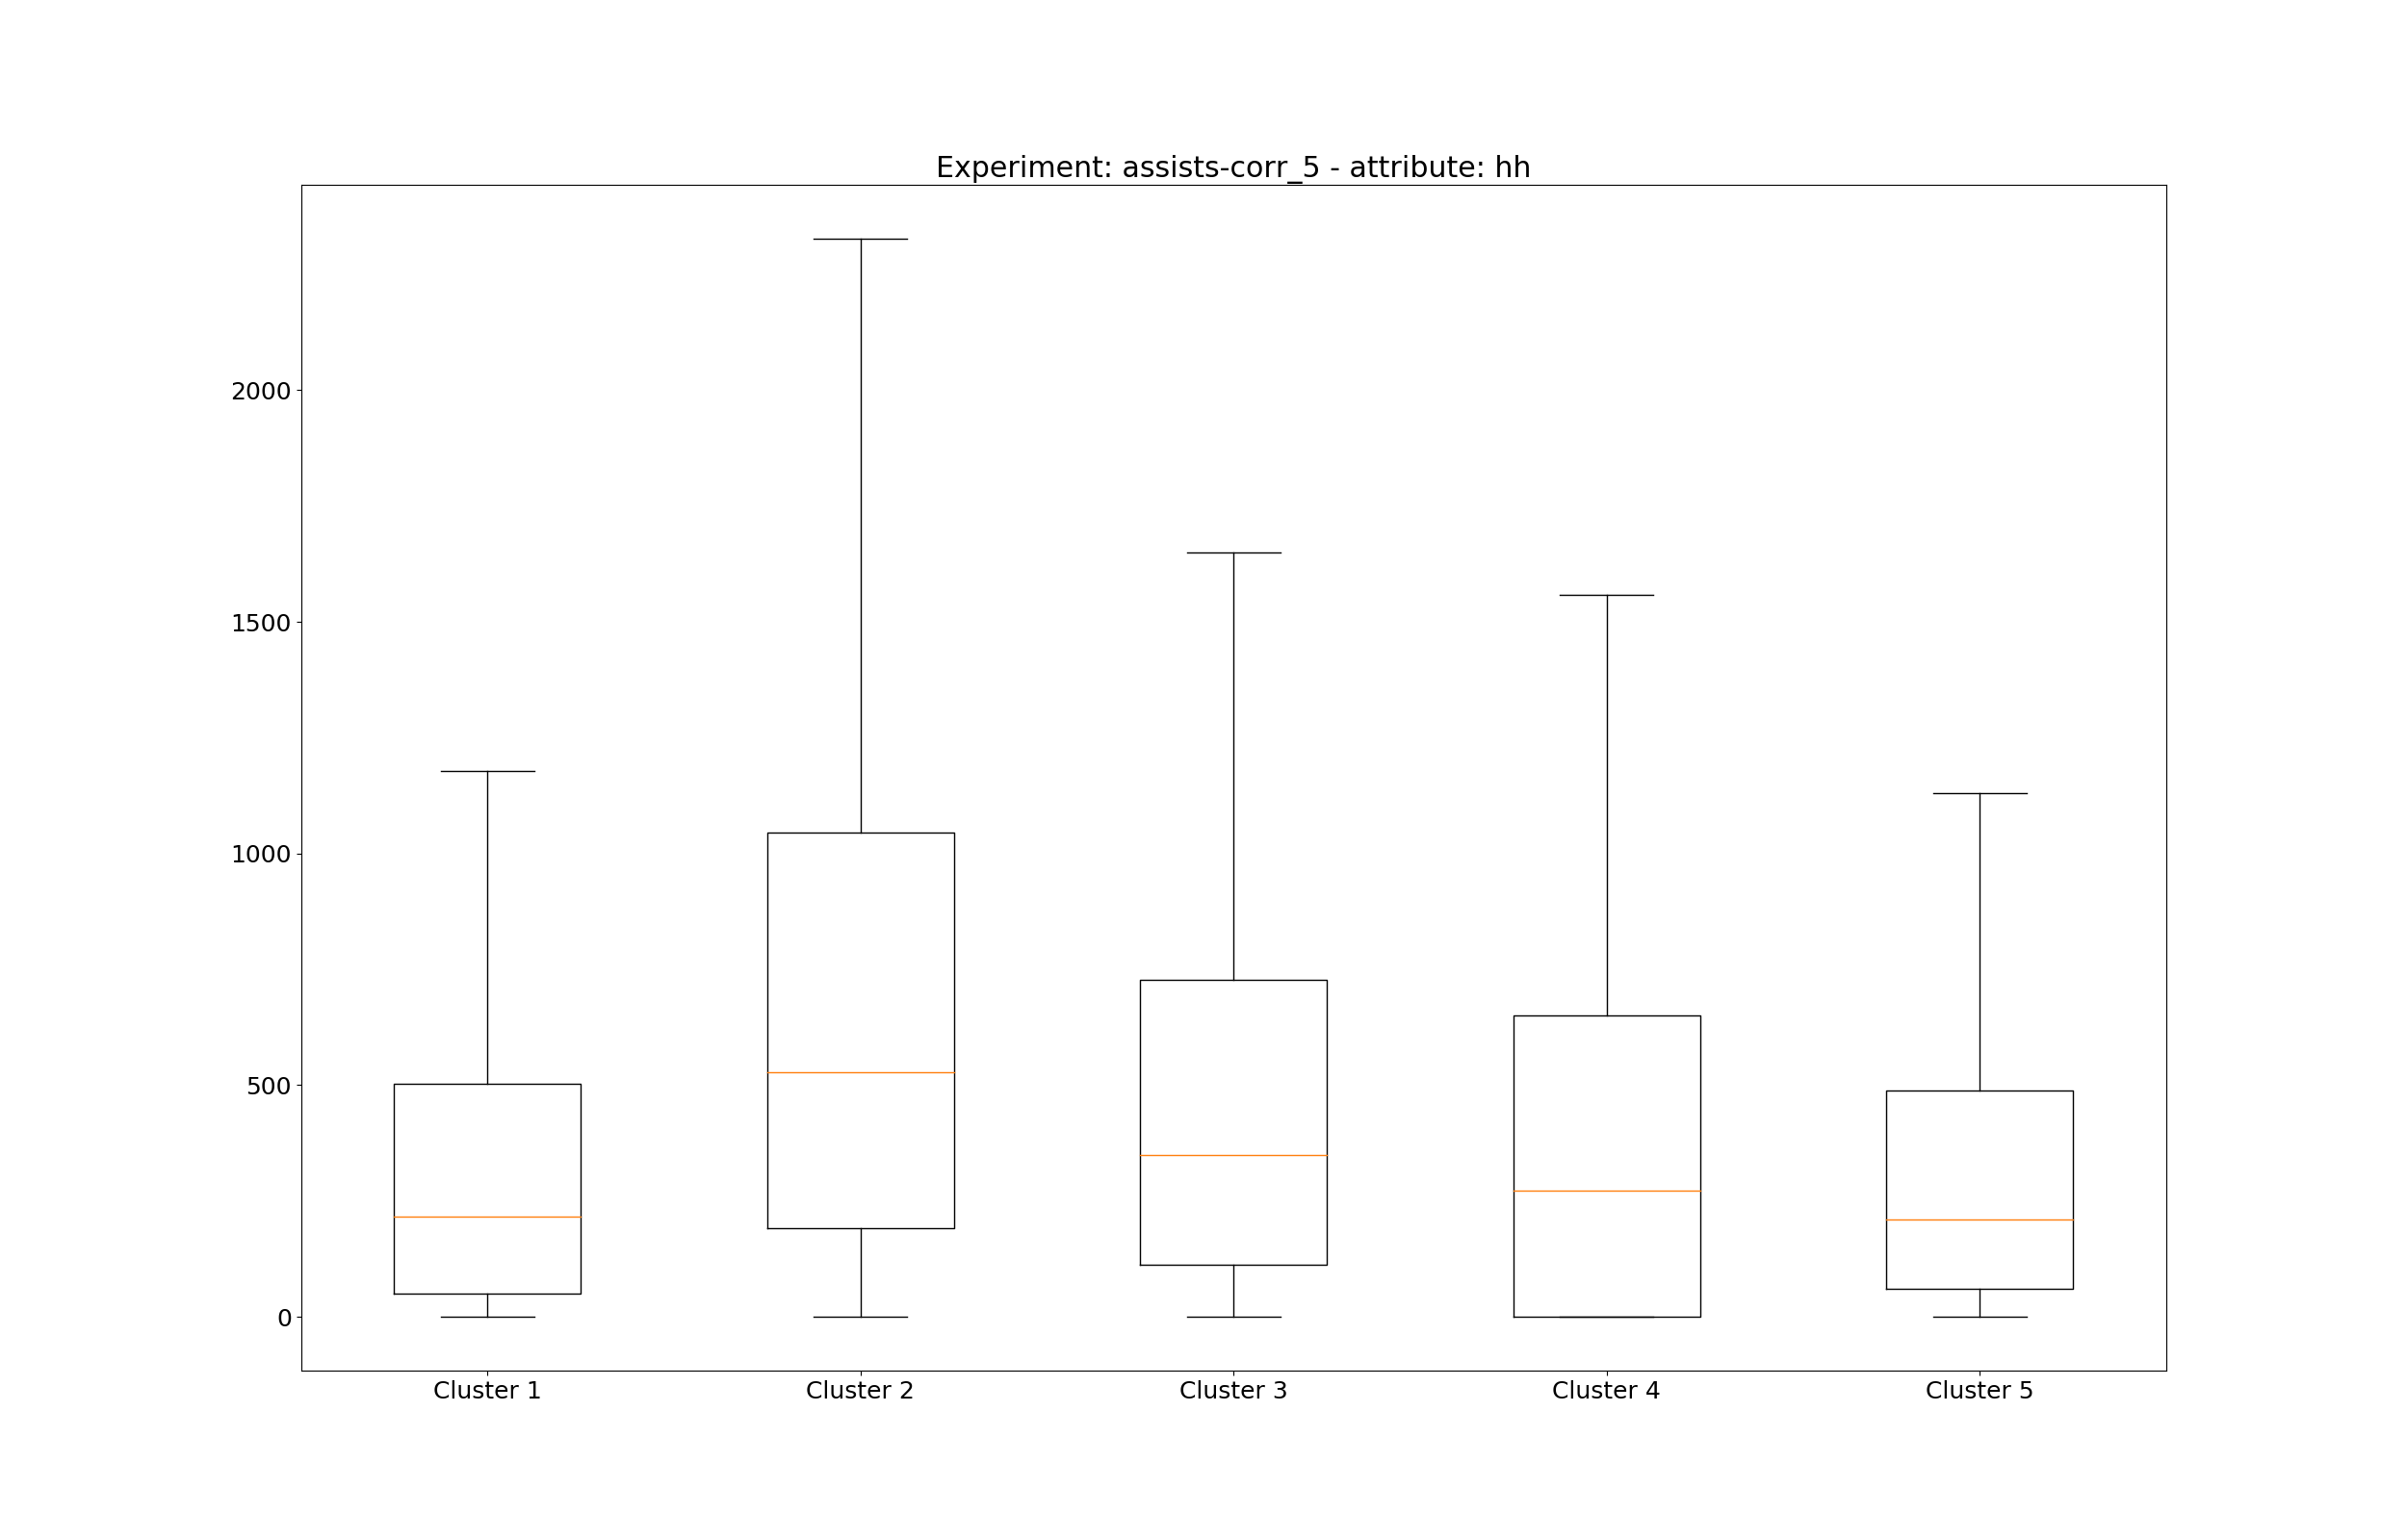 Experiment: assists-corr_5 - attribute: hh
2000
1500
1000
500
0
Cluster 1 Cluster 2 Cluster 3 Cluster 4 Cluster 5